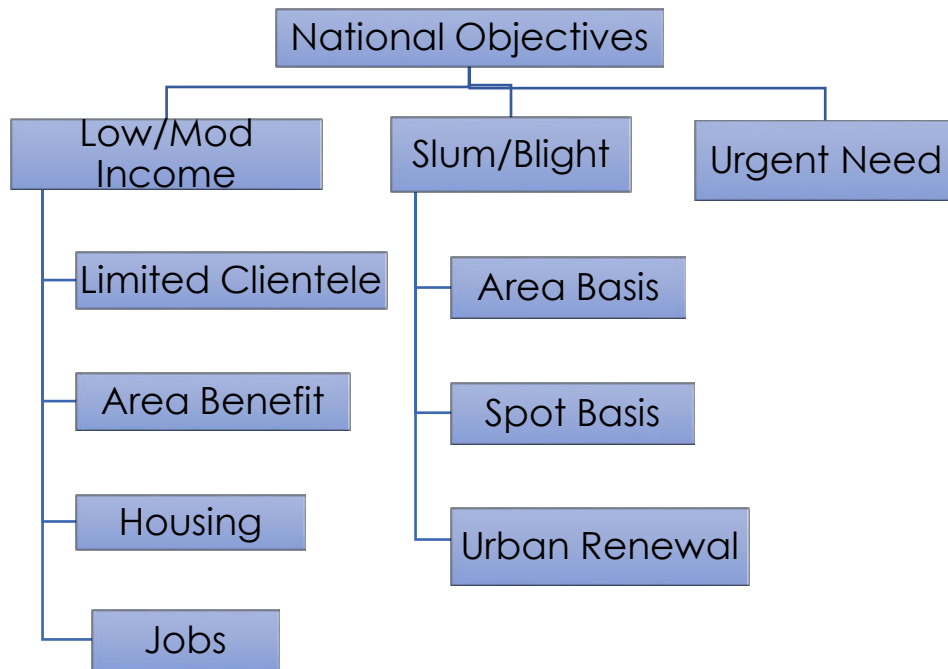 National Objectives
Low/Mod
Income
Slum/Blight
Urgent Need
Limited Clientele
Area Benefit
Housing
Jobs
Area Basis
Spot Basis
Urban Renewal